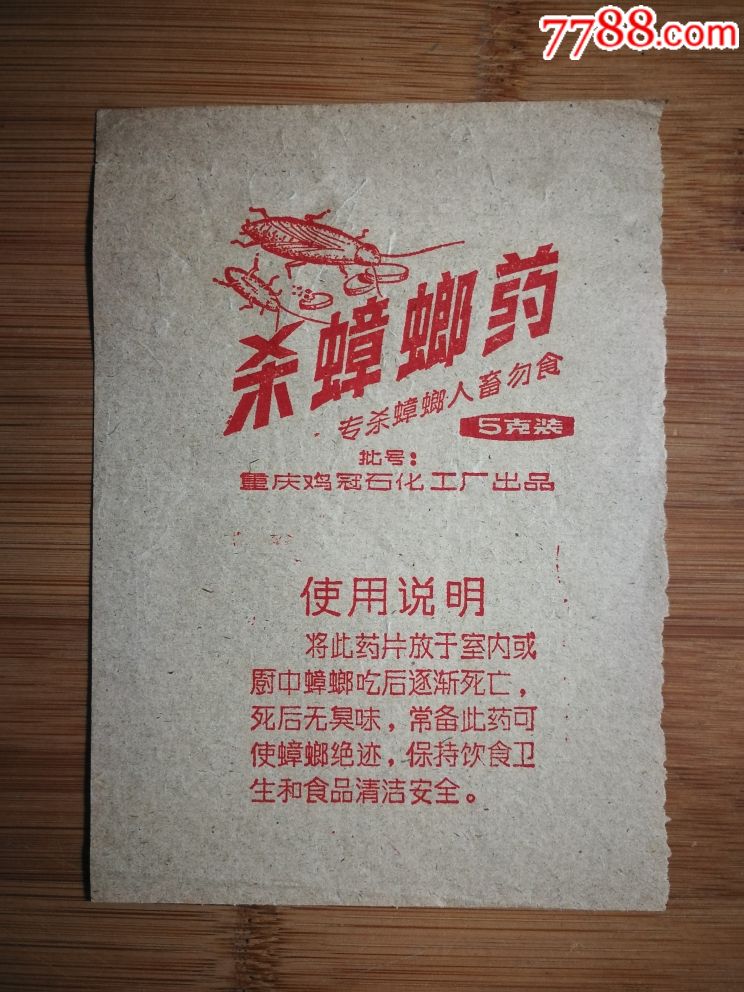 7788.com
杀蟑螂药
专杀蟑螂人畜勿食
5克装
批号：
重庆鸡冠石化工厂出品
使用说明
将此药片放于室内或
厨中蟑螂吃后逐渐死亡，
死后无臭味，常备此药可
使蟑螂绝迹，保持饮食卫
生和食品清洁安全。